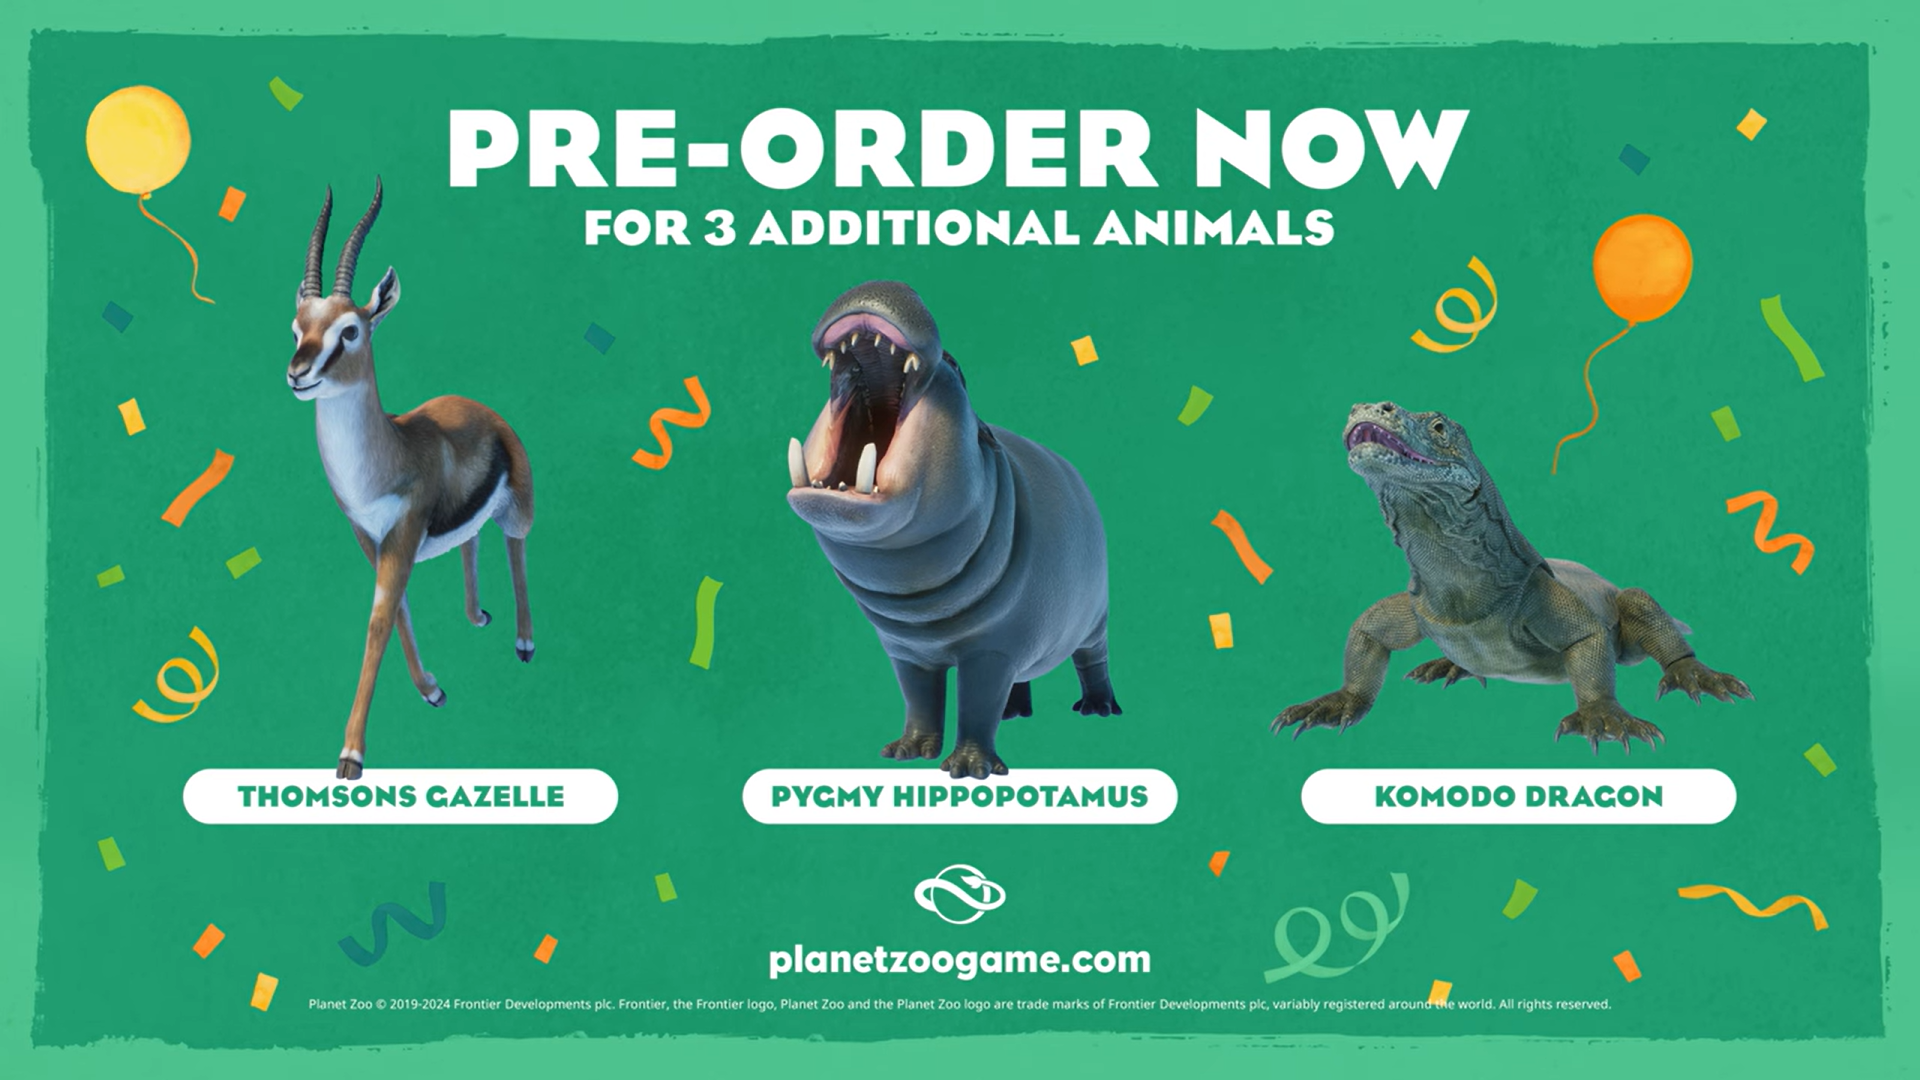 PRE-ORDER NOW
FOR 3 ADDITIONAL ANIMALS
THOMSONS GAZELLE
PYGMY HIPPOPOTAMUS
KOMODO DRAGON
planetzoogame.com
Planet Zoo © 2019-2024 Frontier Developments plc. Frontier, the Frontier logo, Planet Zoo and the Planet Zoo logo are trade marks of Frontier Developments plc, variably registered around the world. All rights reserved.